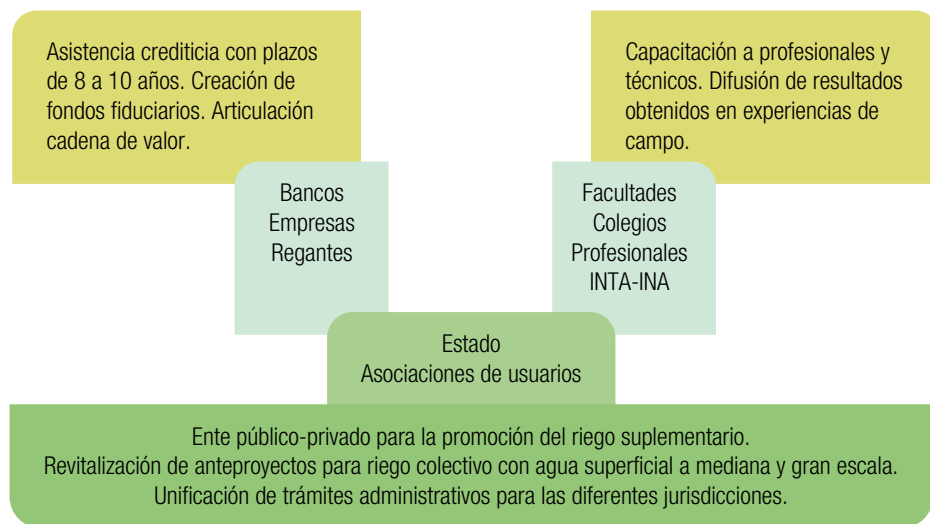 Asistencia crediticia con plazos
de 8 a 10 años. Creación de
fondos fiduciarios. Articulación
cadena de valor.
Capacitación a profesionales y
técnicos. Difusión de resultados
obtenidos en experiencias de
campo.
Bancos
Empresas
Regantes
Facultades
Colegios
Profesionales
INTA-INA
Estado
Asociaciones de usuarios
Ente público-privado para la promoción del riego suplementario.
Revitalización de anteproyectos para riego colectivo con agua superficial a mediana y gran escala.
Unificación de trámites administrativos para las diferentes jurisdicciones.